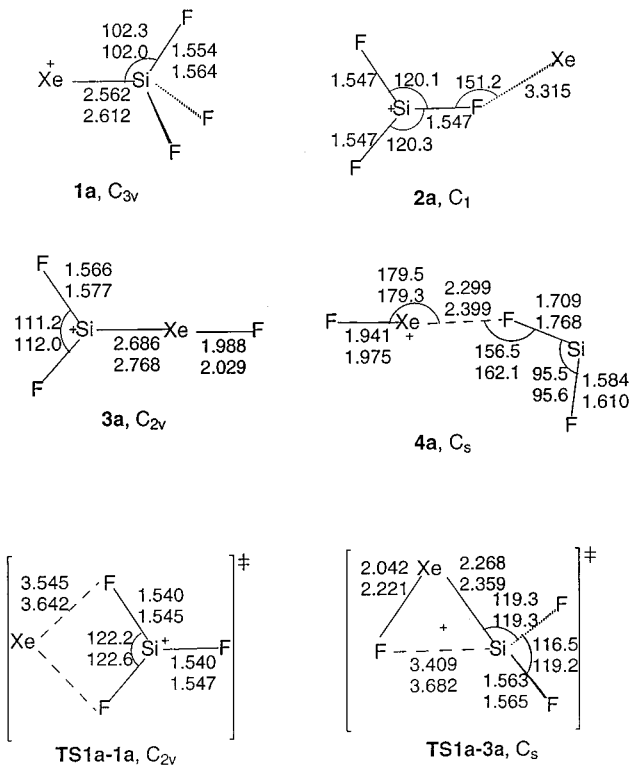 F
102.3
102.0
1.554
1.564
+
Xe
Si
2.562
2.612
F
F
1a, C3v
F
Xe
1.547
120.1
151.2
3.315
+Si
F
1.547
1.547
120.3
F
2a, C1
F
1.566
1.577
111.2
112.0
+Si
Xe
F
2.686
2.768
1.988
2.029
F
3a, C2v
179.5
179.3
2.299
2.399
1.709
1.768
F
Xe
+
F
1.941
1.975
156.5
162.1
Si
95.5
95.6
1.584
1.610
F
4a, Cs
‡
3.545
3.642
F
1.540
1.545
Xe
122.2
122.6
Si
+
F
1.540
1.547
F
TS1a-1a, C2v
‡
2.042
2.221
Xe
2.268
2.359
119.3
119.3
F
+
F
Si
116.5
119.2
3.409
3.682
1.563
1.565
F
TS1a-3a, Cs